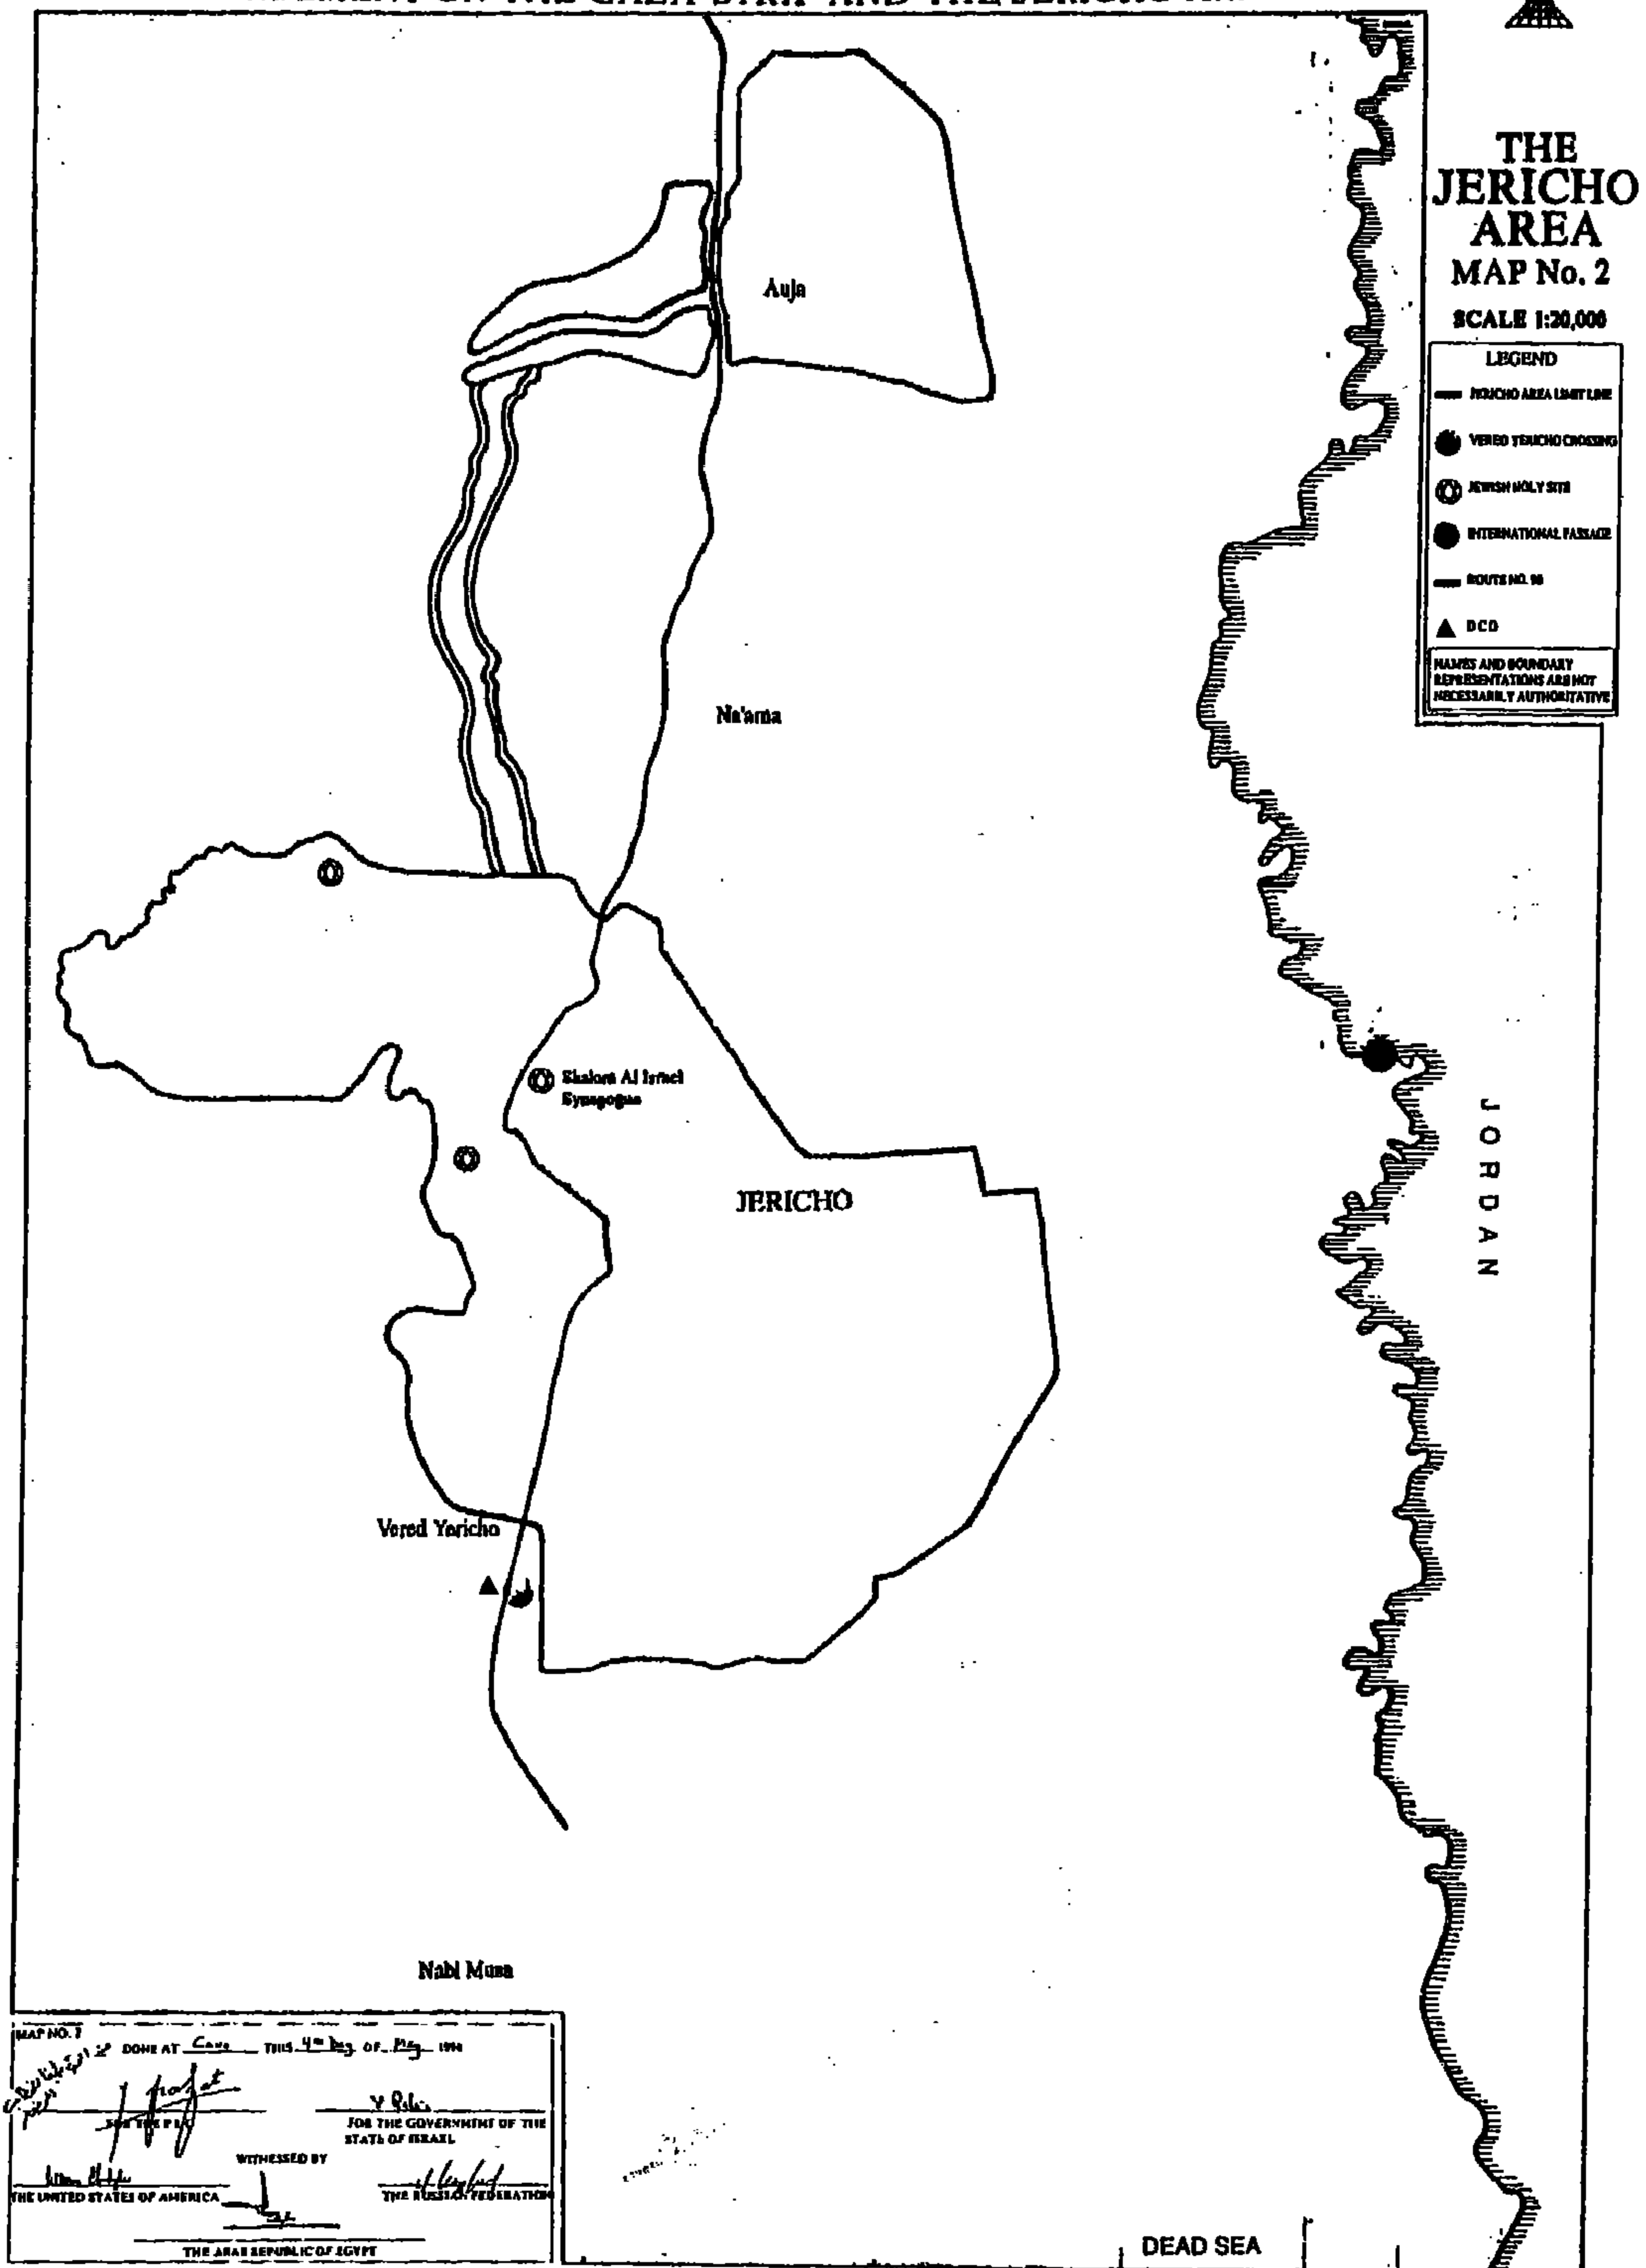 THE
JERICHO
AREA
MAP No. 2
SCALE 1:20,000
LEGEND
JERICHO AREA LIMIT LINE
VERED YERICHO CROSSING
JEWISH HOLY SITE
INTERNATIONAL PASSAGE
ROUTE NO. 90
DCO
NAMES AND BOUNDARY
REPRESENTATIONS ARE NOT
NECESSARILY AUTHORITATIVE
Auja
Na'ama
Shalom Al Israel
Synagogue
JERICHO
JORDAN
Vered Yericho
Nabi Musa
MAP NO. 2
DONE AT Cairo THIS 4th Day OF May 1994
FOR THE PLO
FOR THE GOVERNMENT OF THE
STATE OF ISRAEL
WITNESSED BY
THE UNITED STATES OF AMERICA
THE RUSSIAN FEDERATION
THE ARAB REPUBLIC OF EGYPT
DEAD SEA